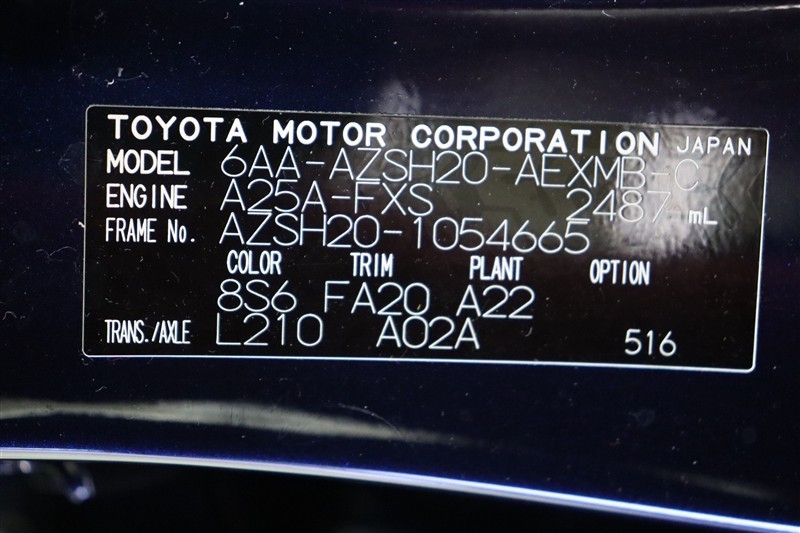 TOYOTA MOTOR CORPORATION JAPAN
MODEL 6AA-AZSH20-AEXMB-C
ENGINE A25A-FXS 2487 mL
FRAME No. AZSH20-1054665
COLOR TRIM PLANT OPTION
8S6 FA20 A22
TRANS./AXLE L210 A02A 516